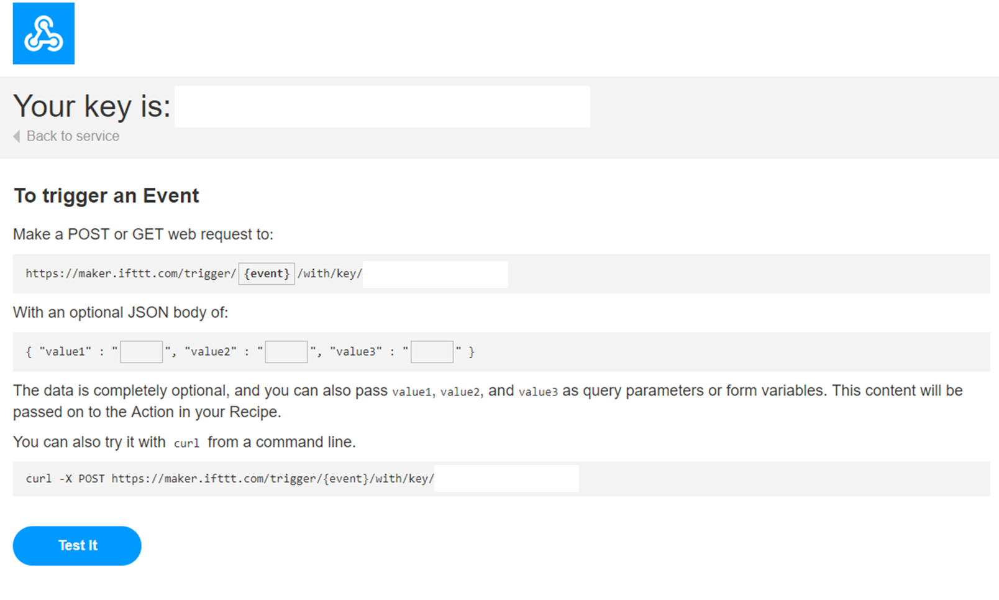 Your key is:
Back to service
To trigger an Event
Make a POST or GET web request to:
https://maker.ifttt.com/trigger/ {event} /with/key/
With an optional JSON body of:
{ "value1" : " ", "value2" : " ", "value3" : " " }
The data is completely optional, and you can also pass value1, value2, and value3 as query parameters or form variables. This content will be
passed on to the Action in your Recipe.
You can also try it with curl from a command line.
curl -X POST https://maker.ifttt.com/trigger/{event}/with/key/
Test It